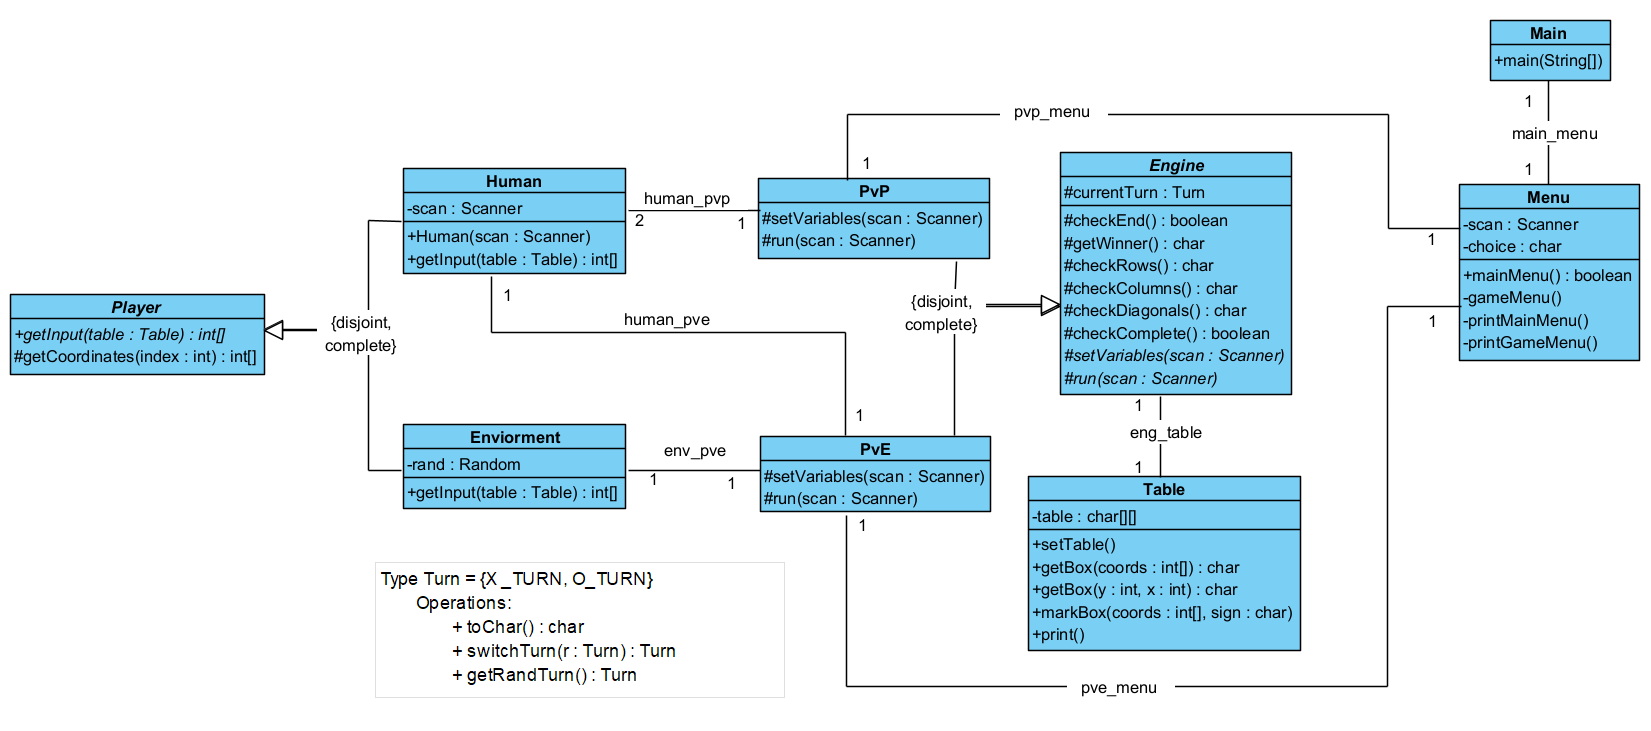 Main
+main(String[])
1
main_menu
1
pvp_menu
Menu
-scan : Scanner
-choice : char
+mainMenu() : boolean
-gameMenu()
-printMainMenu()
-printGameMenu()
1
1
Engine
#currentTurn : Turn
#checkEnd() : boolean
#getWinner() : char
#checkRows() : char
#checkColumns() : char
#checkDiagonals() : char
#checkComplete() : boolean
#setVariables(scan : Scanner)
#run(scan : Scanner)
1
eng_table
1
1
PvP
#setVariables(scan : Scanner)
#run(scan : Scanner)
{disjoint,
complete}
Human
-scan : Scanner
+Human(scan : Scanner)
+getInput(table : Table) : int[]
human_pvp
2
1
1
human_pve
1
Player
+getInput(table : Table) : int[]
#getCoordinates(index : int) : int[]
{disjoint,
complete}
Enviorment
-rand : Random
+getInput(table : Table) : int[]
env_pve
1
1
PvE
#setVariables(scan : Scanner)
#run(scan : Scanner)
1
Table
-table : char[][]
+setTable()
+getBox(coords : int[]) : char
+getBox(y : int, x : int) : char
+markBox(coords : int[], sign : char)
+print()
Type Turn = {X _TURN, O_TURN}
Operations:
+ toChar() : char
+ switchTurn(r : Turn) : Turn
+ getRandTurn() : Turn
pve_menu